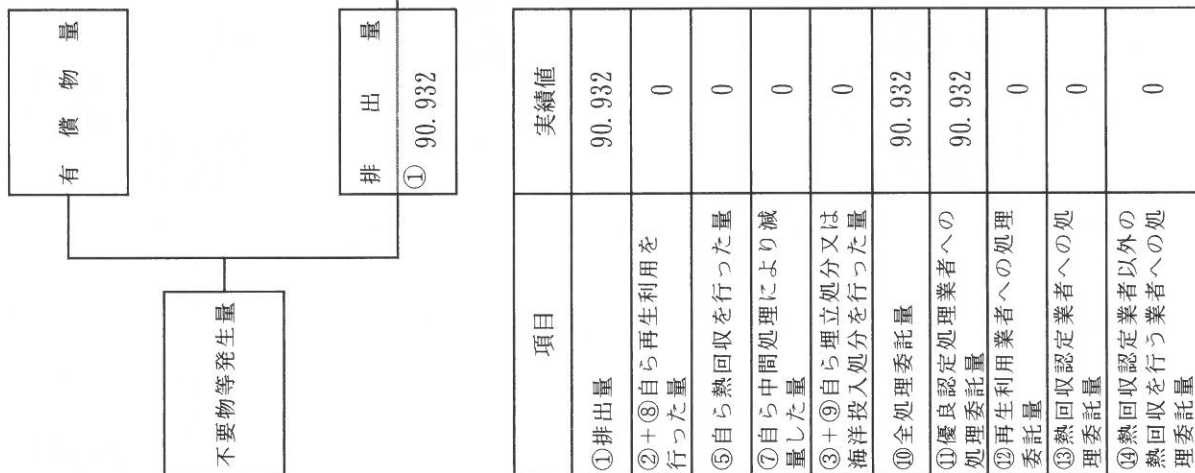 有償物量
不要物等発生量
排出量
① 90.932
項目
実績値
①排出量
90.932
②+⑧自ら再生利用を
行った量
0
⑤自ら熱回収を行った量
0
⑦自ら中間処理により減
量した量
0
③+⑨自ら埋立処分又は
海洋投入処分を行った量
0
⑩全処理委託量
90.932
⑪優良認定処理業者への
処理委託量
90.932
⑫再生利用業者への処理
委託量
0
⑬熱回収認定業者への処
理委託量
0
⑭熱回収認定業者以外の
熱回収を行う業者への処
理委託量
0